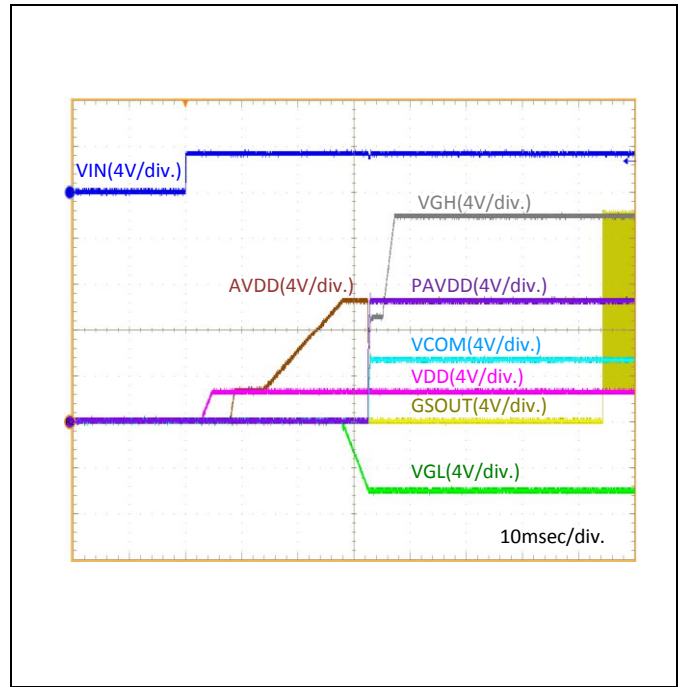 VIN(4V/div.)
VGH(4V/div.)
AVDD(4V/div.)
PAVDD(4V/div.)
VCOM(4V/div.)
VDD(4V/div.)
GSOUT(4V/div.)
VGL(4V/div.)
10msec/div.